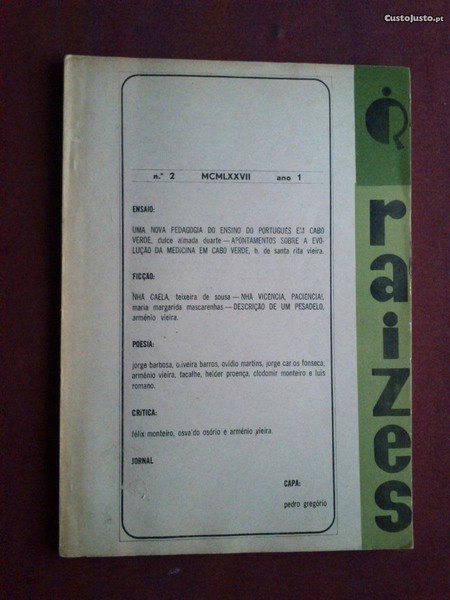 CustoJusto.pt
n.º 2 MCMLXXVII ano 1
ENSAIO:
UMA NOVA PEDAGOGIA DO ENSINO DO PORTUGUÊS EM CABO
VERDE, dulce almada duarte — APONTAMENTOS SOBRE A EVO
LUÇÃO DA MEDICINA EM CABO VERDE, h. de santa rita vieira.
FICÇÃO:
NHÂ CAELA, teixeira de sousa — NHA VICÊNCIA, PACIÊNCIA!,
maria margarida mascarenhas — DESCRIÇÃO DE UM PESADELO,
arménio vieira.
POESIA:
jorge barbosa, oliveira barros, ovídio martins, jorge carlos fonseca,
arménio vieira, tacalhe, helder proença, clodomir monteiro e luís
romano.
CRÍTICA:
félix monteiro, osvaldo osório e arménio vieira.
JORNAL
CAPA:
pedro gregório
raizes